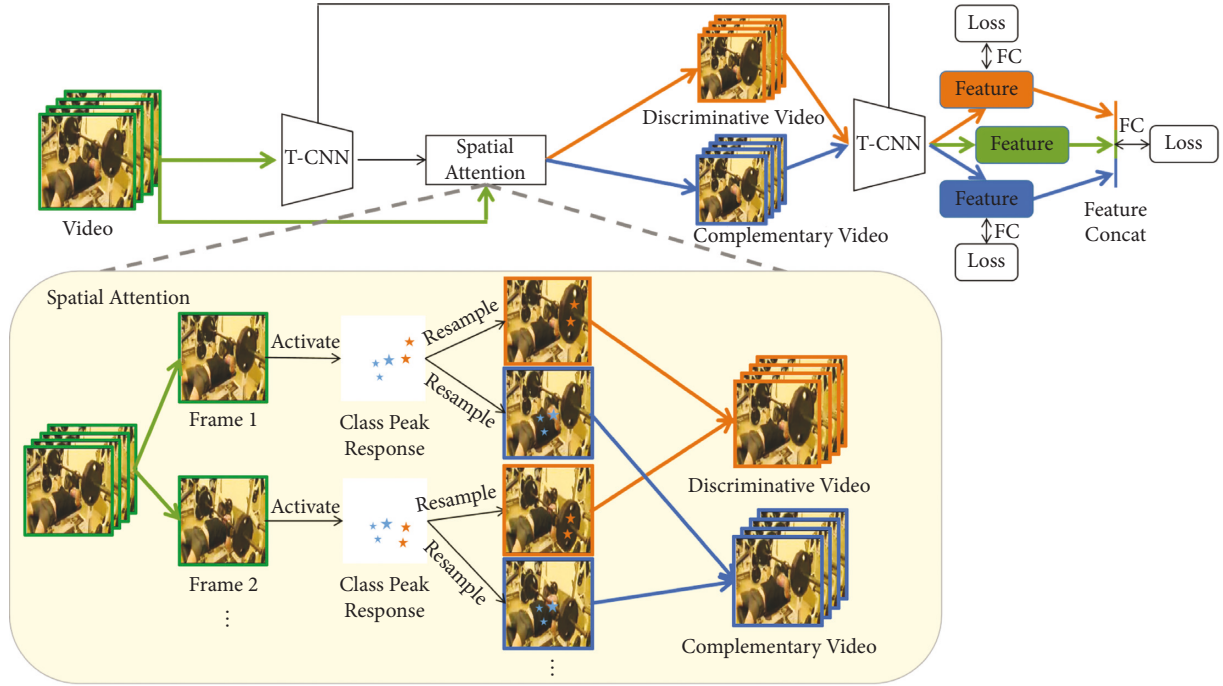 Loss
FC
Feature
Discriminative Video
T-CNN
Spatial
Attention
T-CNN
Feature
FC
Loss
Video
Complementary Video
Feature
FC
Loss
Feature
Concat
Spatial Attention
Activate
Resample
Resample
Frame 1
Class Peak
Response
Activate
Resample
Resample
Discriminative Video
Frame 2
Class Peak
Response
Complementary Video
⋮
⋮